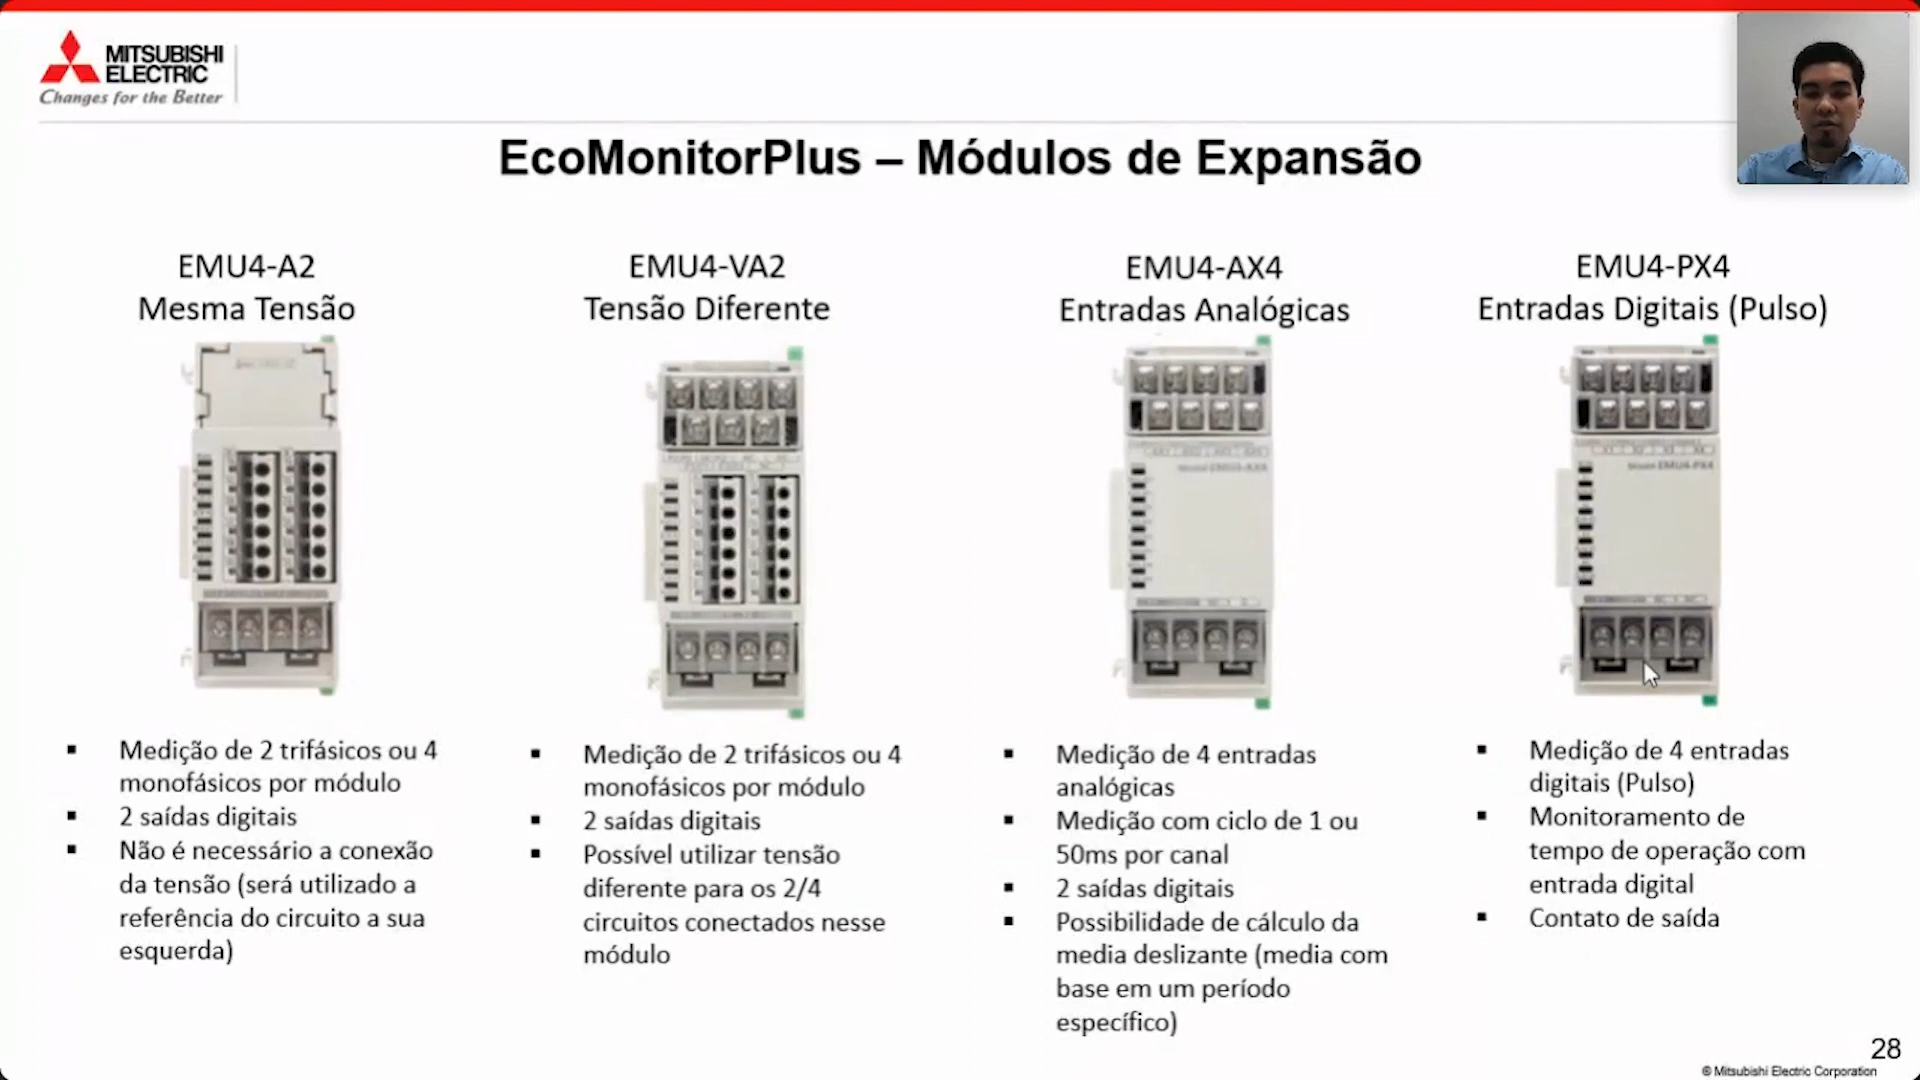 MITSUBISHI
ELECTRIC
Changes for the Better
EcoMonitorPlus – Módulos de Expansão
EMU4-A2
Mesma Tensão
Medição de 2 trifásicos ou 4
monofásicos por módulo
2 saídas digitais
Não é necessário a conexão
da tensão (será utilizado a
referência do circuito a sua
esquerda)
EMU4-VA2
Tensão Diferente
Medição de 2 trifásicos ou 4
monofásicos por módulo
2 saídas digitais
Possível utilizar tensão
diferente para os 2/4
circuitos conectados nesse
módulo
EMU4-AX4
Entradas Analógicas
Medição de 4 entradas
analógicas
Medição com ciclo de 1 ou
50ms por canal
2 saídas digitais
Possibilidade de cálculo da
media deslizante (media com
base em um período
específico)
EMU4-PX4
Entradas Digitais (Pulso)
EMU4-PX4
Medição de 4 entradas
digitais (Pulso)
Monitoramento de
tempo de operação com
entrada digital
Contato de saída
28
© Mitsubishi Electric Corporation